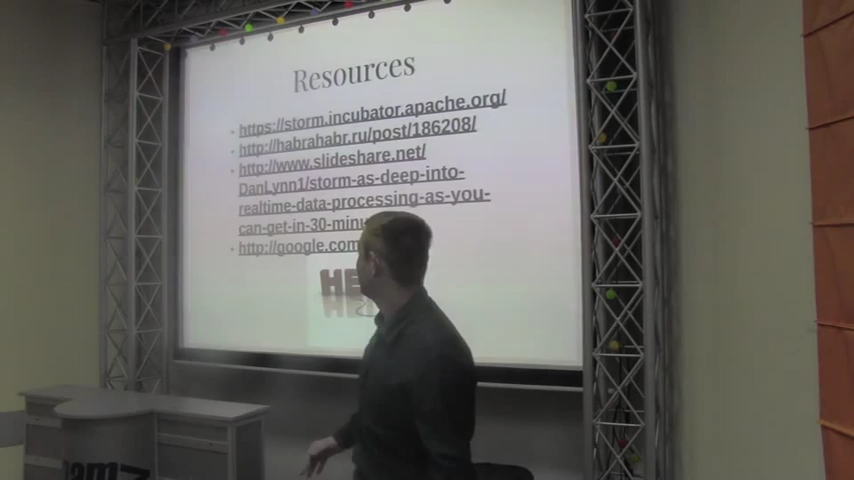 Resources
https://storm.incubator.apache.org/
http://habrahabr.ru/post/186208/
http://www.slideshare.net/
DanLynn1/storm-as-deep-into-
realtime-data-processing-as-you-
can-get-in-30-minu
http://google.com
HE